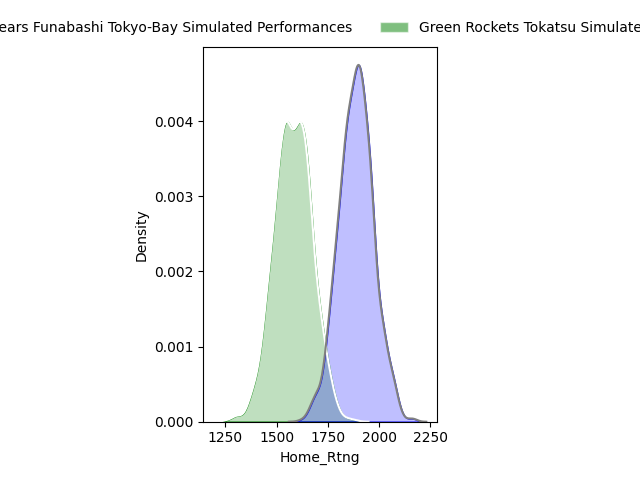 ears Funabashi Tokyo-Bay Simulated Performances
Green Rockets Tokatsu Simulate
0.004
0.003
0.002
0.001
0.000
Density
1250 1500 1750 2000 2250
Home_Rtng